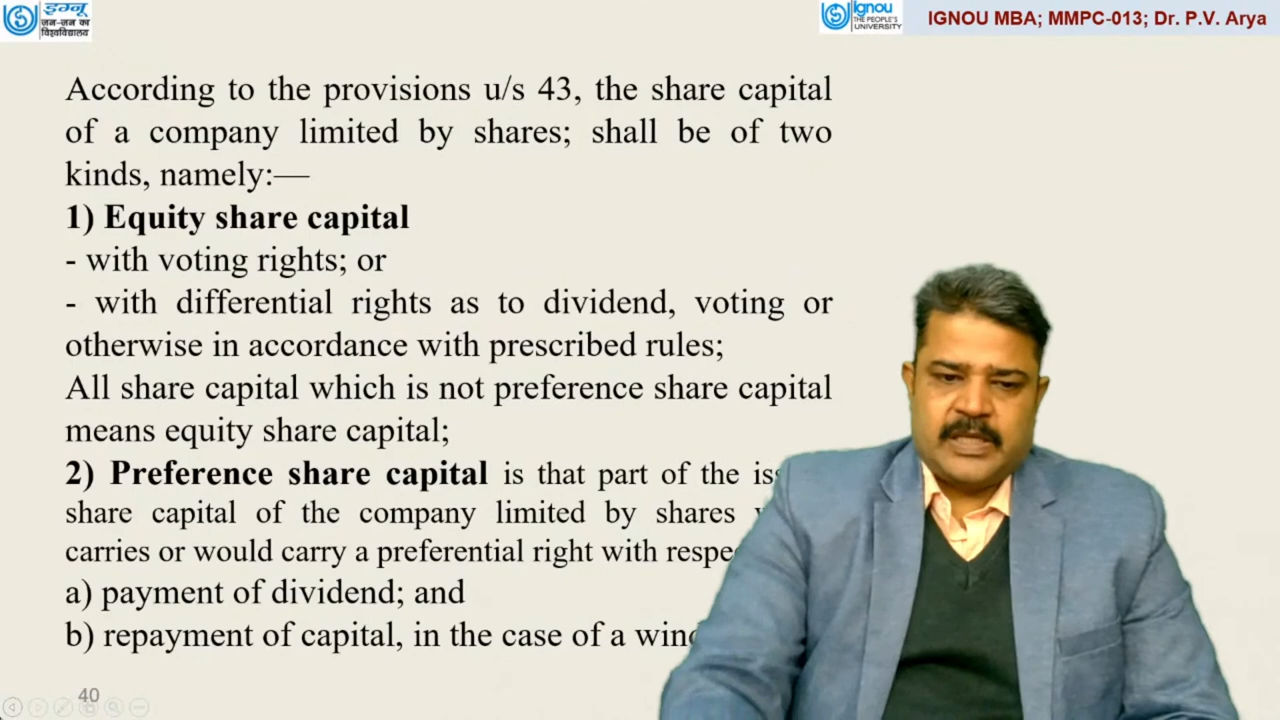 इग्नू
जन-जन का
विश्वविद्यालय
ignou
THE PEOPLE'S
UNIVERSITY
IGNOU MBA; MMPC-013; Dr. P.V. Arya
According to the provisions u/s 43, the share capital
of a company limited by shares; shall be of two
kinds, namely:—
1) Equity share capital
- with voting rights; or
- with differential rights as to dividend, voting or
otherwise in accordance with prescribed rules;
All share capital which is not preference share capital
means equity share capital;
2) Preference share capital is that part of the
share capital of the company limited by shares
carries or would carry a preferential right with
a) payment of dividend; and
b) repayment of capital, in the case of a
40